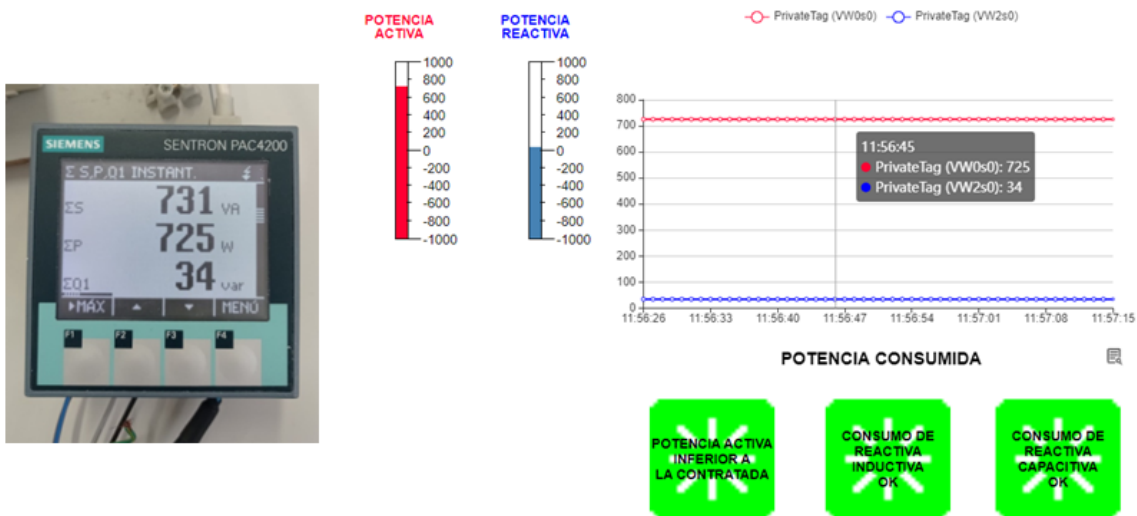 SIEMENS
SENTRON PAC4200
Σ S,P,Q1 INSTANT.
ΣS 731 VA
ΣP 725 W
ΣQ1 34 var
▶MÁX ▲ ▼ MENÚ
F1 F2 F3 F4
POTENCIA
ACTIVA
1000
800
600
400
200
0
-200
-400
-600
-800
-1000
POTENCIA
REACTIVA
1000
800
600
400
200
0
-200
-400
-600
-800
-1000
PrivateTag (VW0s0) PrivateTag (VW2s0)
800
700
600
500
400
300
200
100
0
11:56:45
PrivateTag (VW0s0): 725
PrivateTag (VW2s0): 34
11:56:26 11:56:33 11:56:40 11:56:47 11:56:54 11:57:01 11:57:08 11:57:15
POTENCIA CONSUMIDA
POTENCIA ACTIVA
INFERIOR A
LA CONTRATADA
CONSUMO DE
REACTIVA
INDUCTIVA
OK
CONSUMO DE
REACTIVA
CAPACITIVA
OK